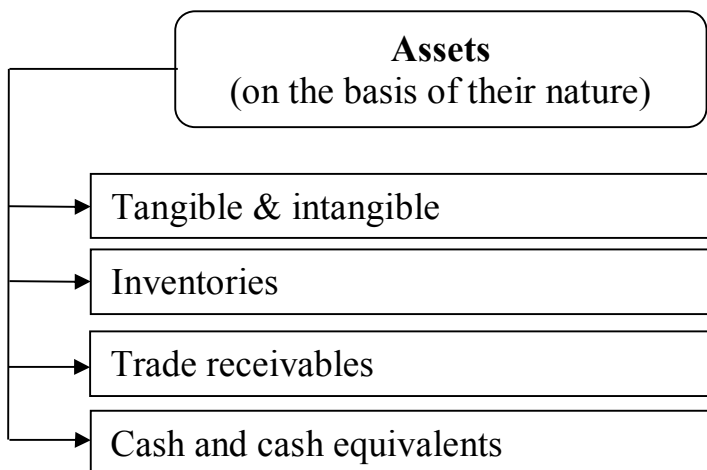 Assets
(on the basis of their nature)
Tangible & intangible
Inventories
Trade receivables
Cash and cash equivalents